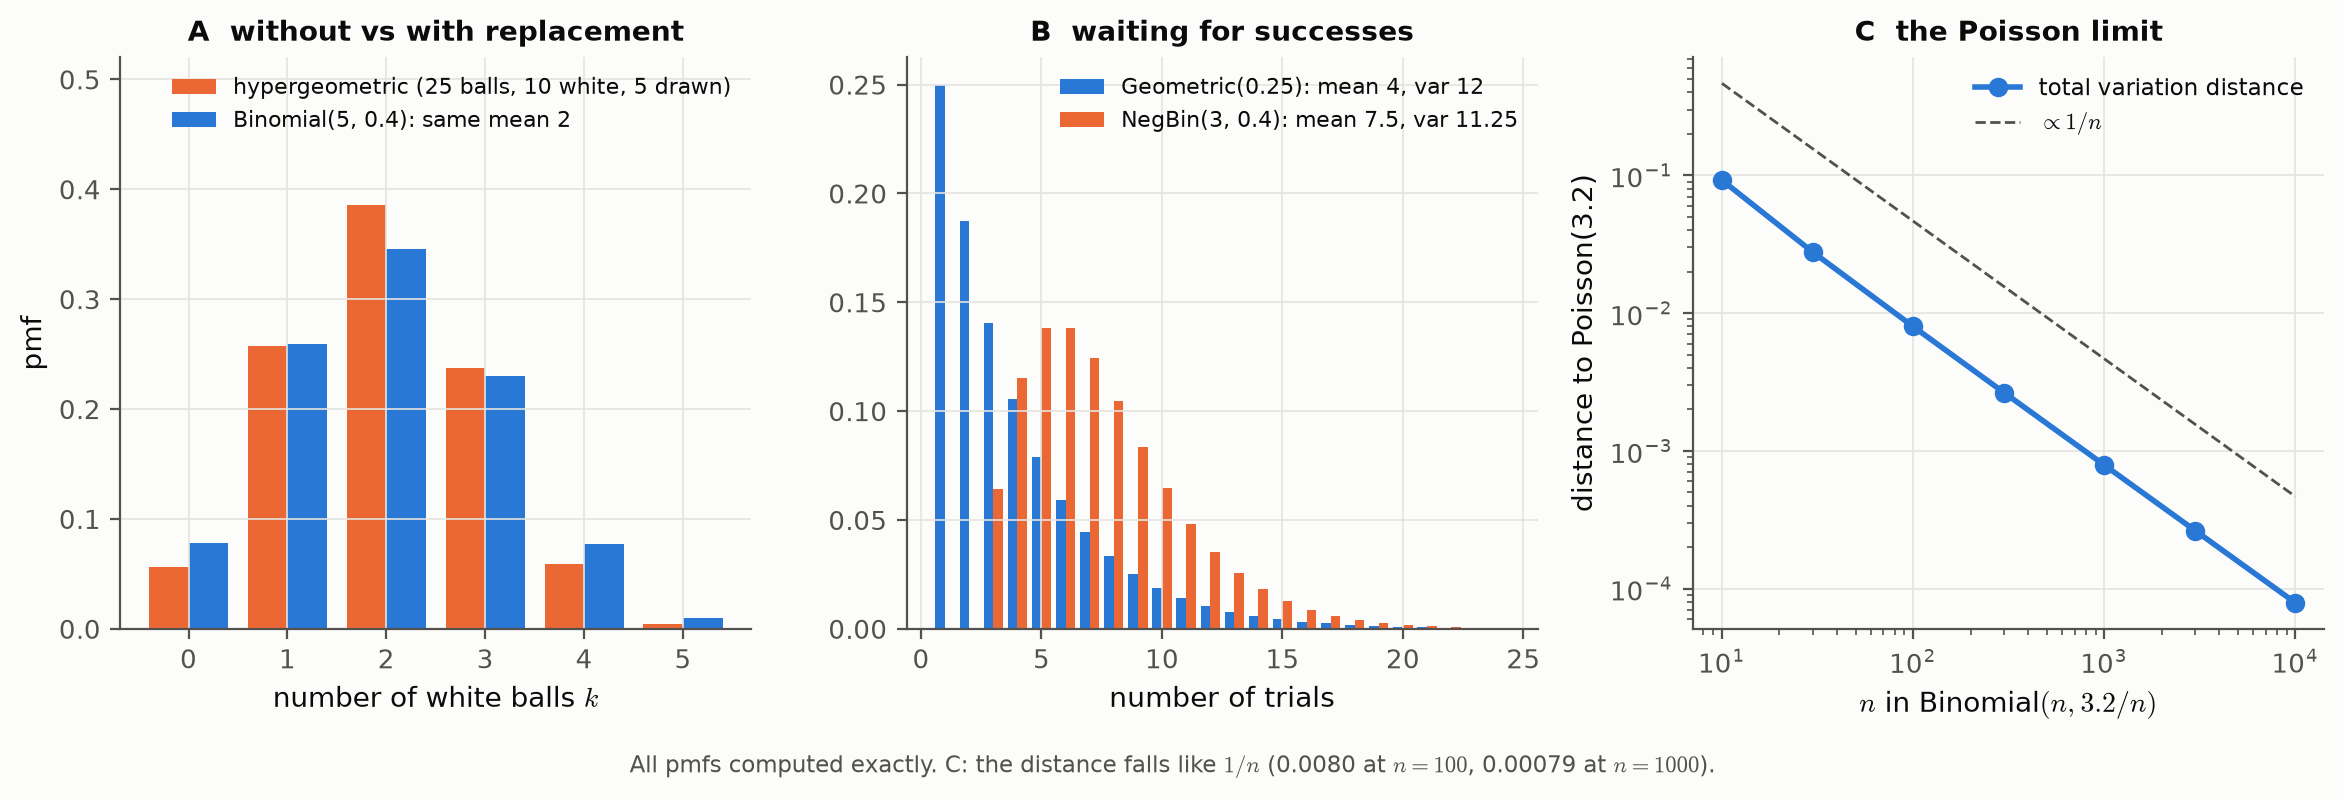 A without vs with replacement
hypergeometric (25 balls, 10 white, 5 drawn)
Binomial(5, 0.4): same mean 2
pmf
0.5
0.4
0.3
0.2
0.1
0.0
0 1 2 3 4 5
number of white balls k
B waiting for successes
Geometric(0.25): mean 4, var 12
NegBin(3, 0.4): mean 7.5, var 11.25
0.25
0.20
0.15
0.10
0.05
0.00
0 5 10 15 20 25
number of trials
C the Poisson limit
total variation distance
∝ 1/n
distance to Poisson(3.2)
10⁻¹
10⁻²
10⁻³
10⁻⁴
10¹ 10² 10³ 10⁴
n in Binomial(n, 3.2/n)
All pmfs computed exactly. C: the distance falls like 1/n (0.0080 at n = 100, 0.00079 at n = 1000).